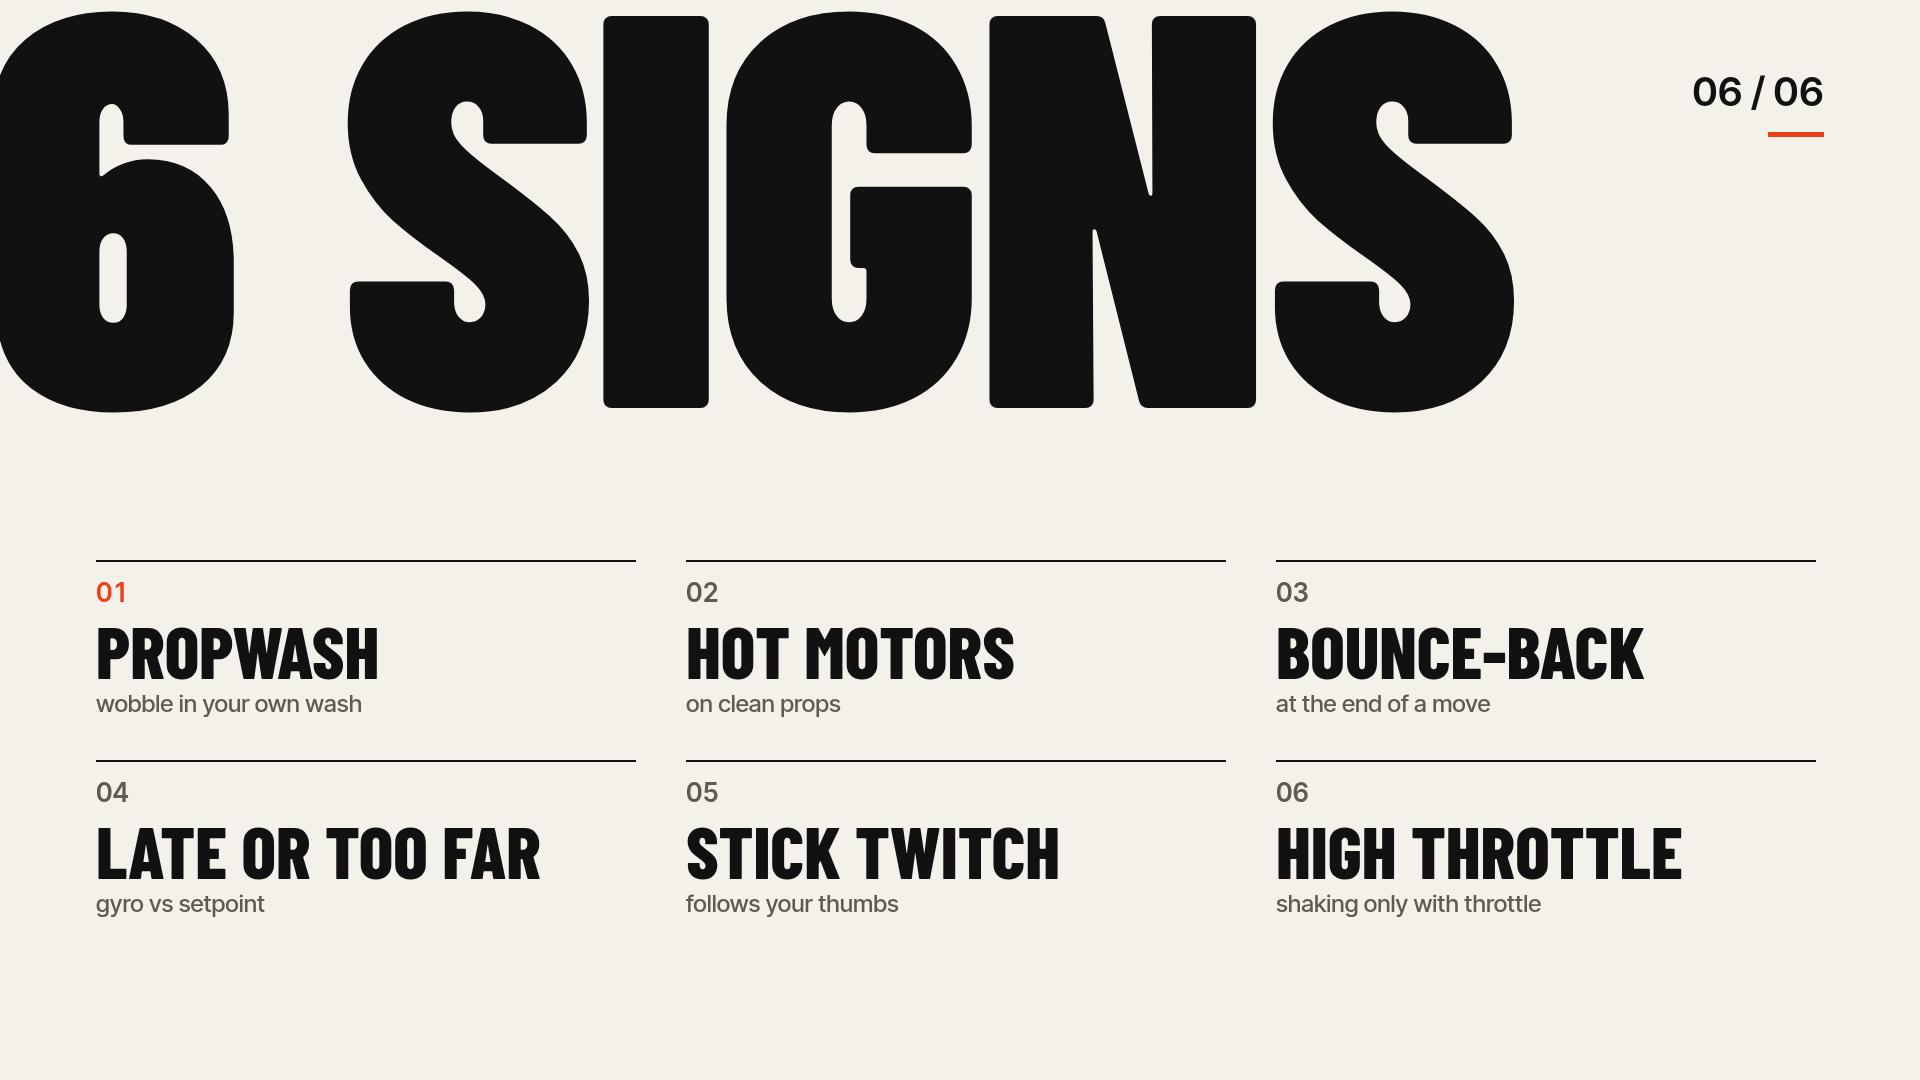 6 SIGNS
06 / 06
01
PROPWASH
wobble in your own wash
02
HOT MOTORS
on clean props
03
BOUNCE-BACK
at the end of a move
04
LATE OR TOO FAR
gyro vs setpoint
05
STICK TWITCH
follows your thumbs
06
HIGH THROTTLE
shaking only with throttle